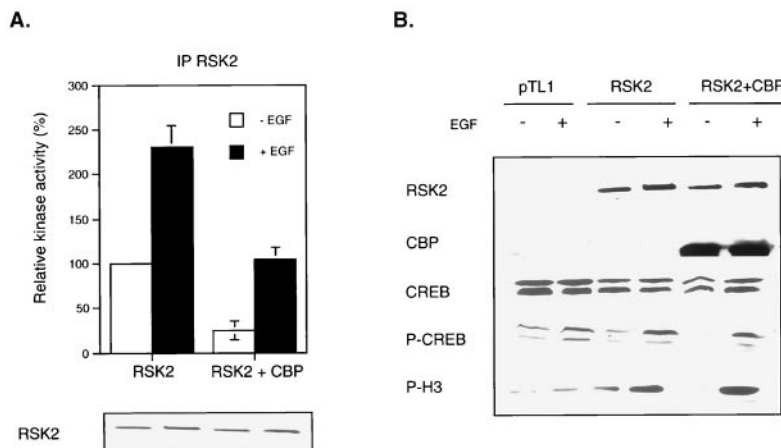 A.
IP RSK2
Relative kinase activity (%)
300
250
200
150
100
50
0
- EGF
+ EGF
RSK2
RSK2 + CBP
RSK2
B.
pTL1 RSK2 RSK2+CBP
EGF - + - + - +
RSK2
CBP
CREB
P-CREB
P-H3